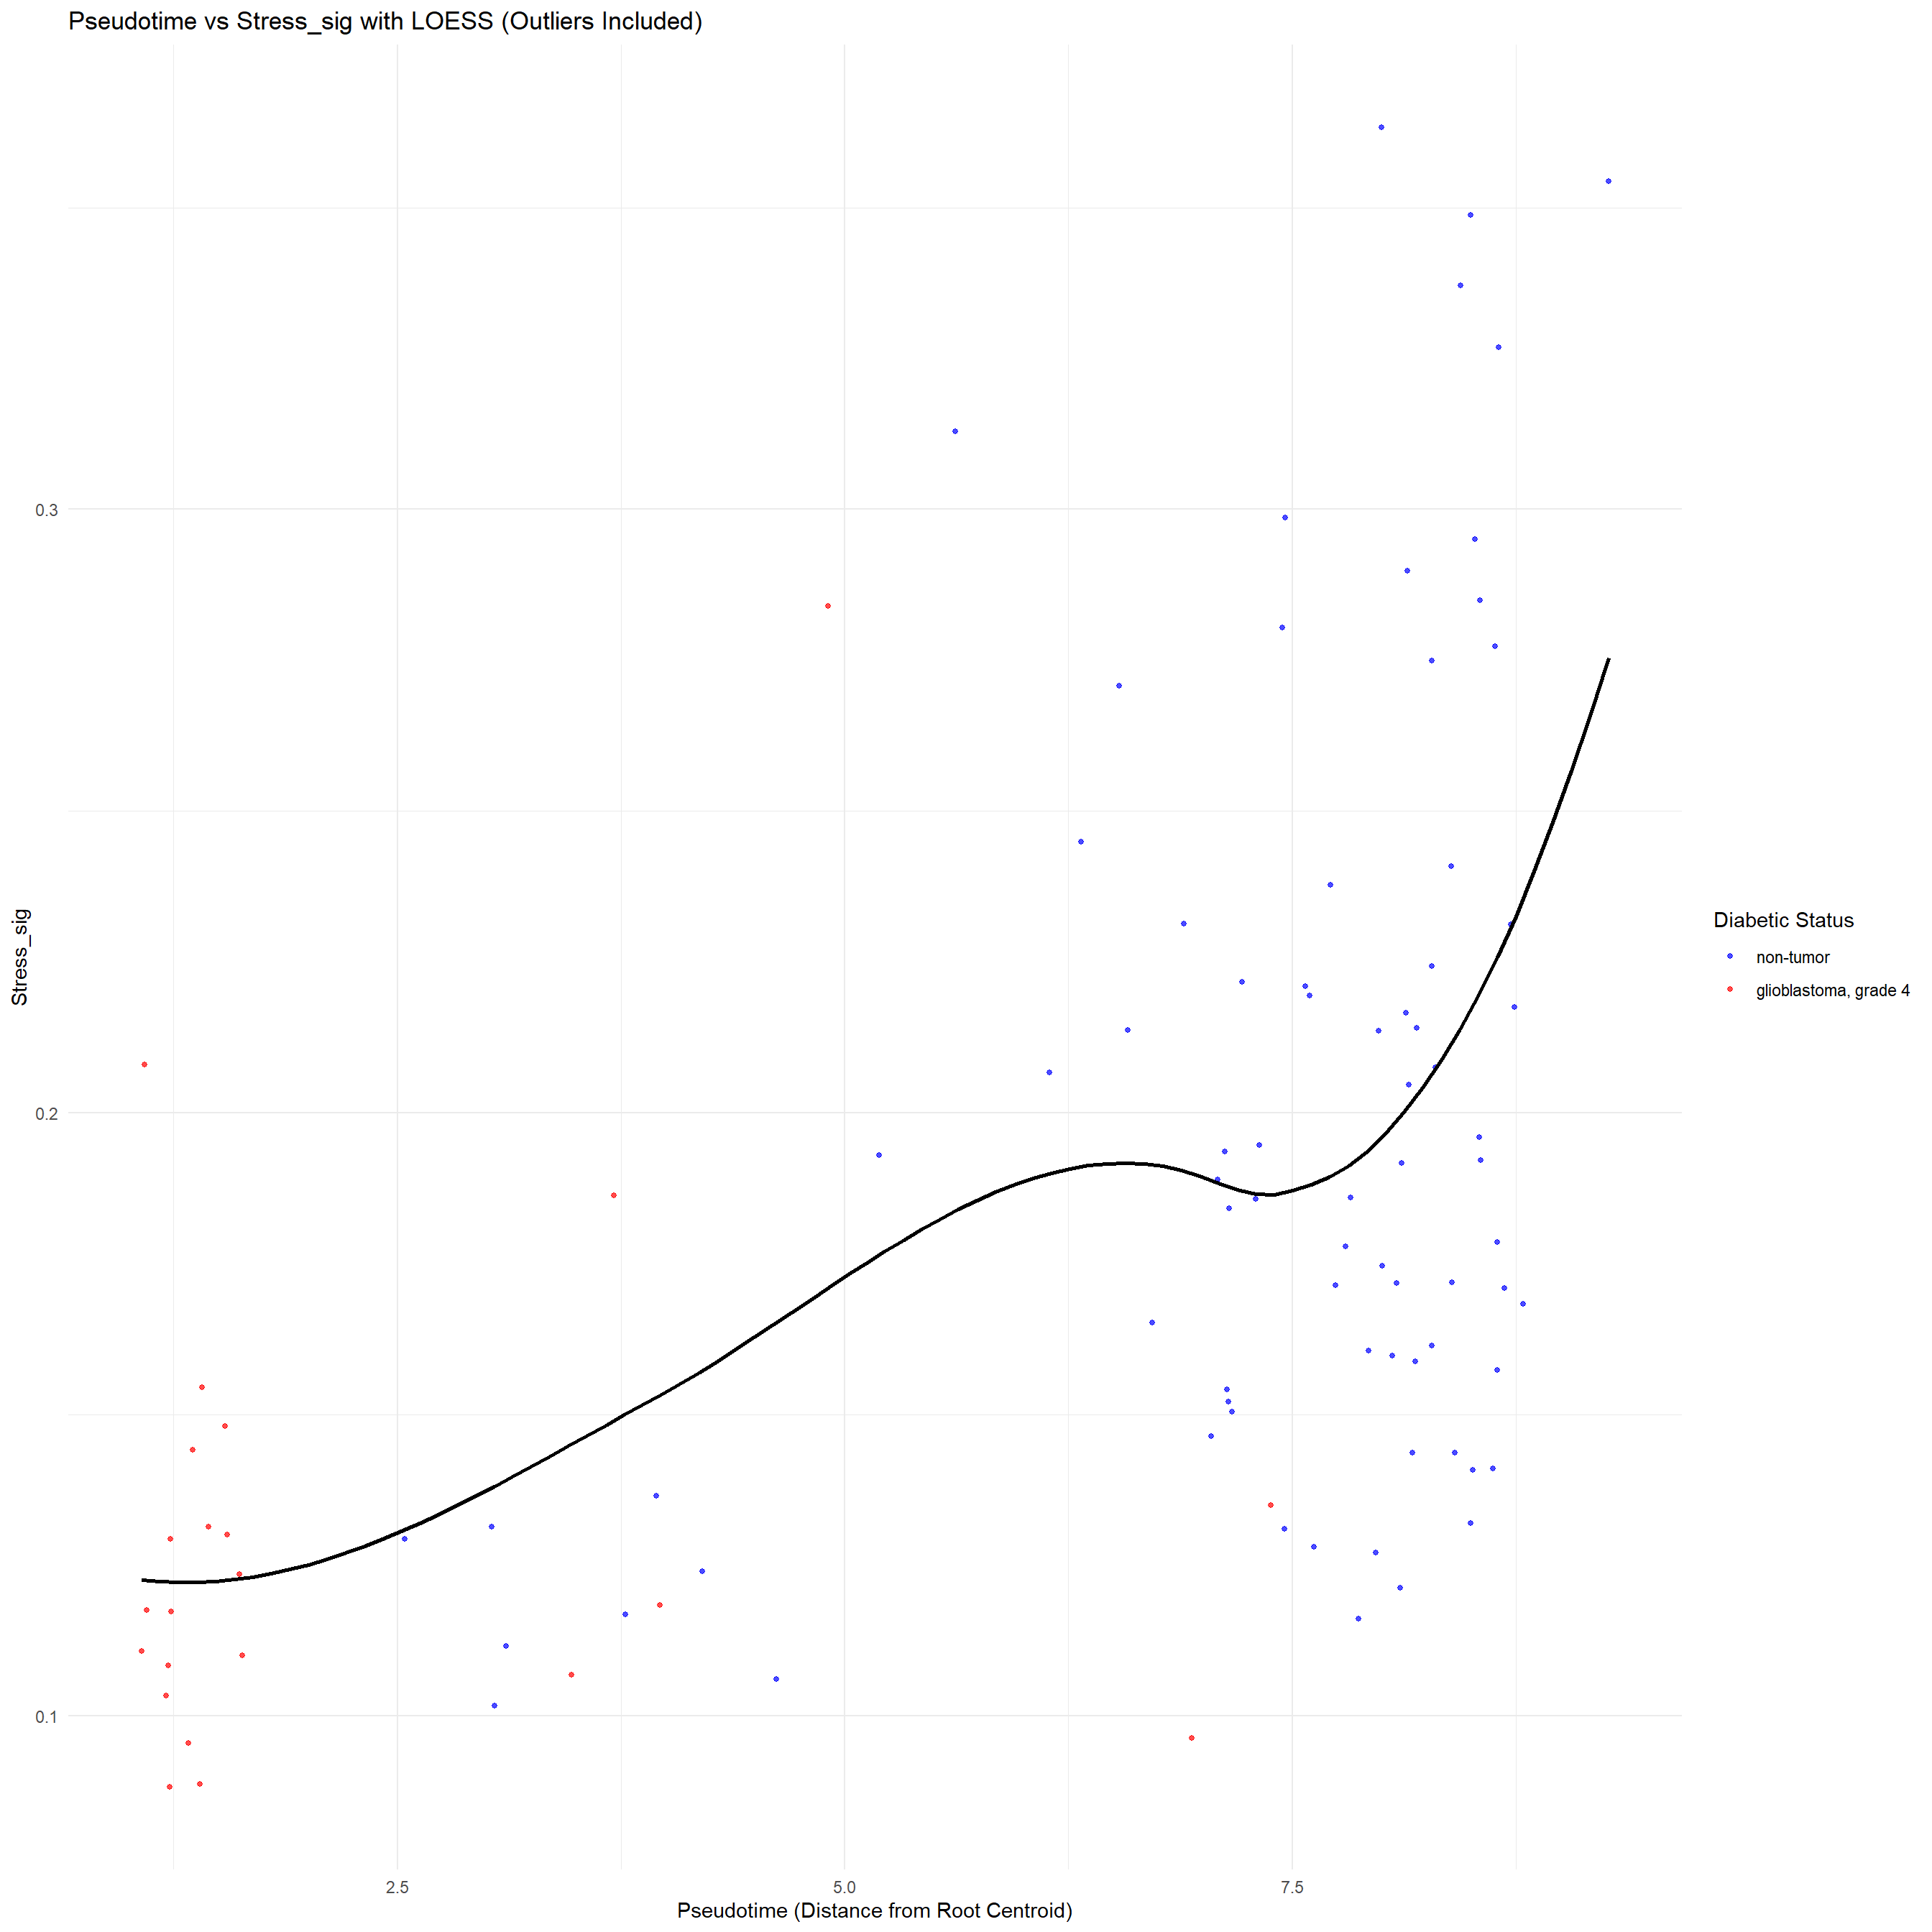 Pseudotime vs Stress_sig with LOESS (Outliers Included)
0.3
0.2
0.1
Stress_sig
2.5
5.0
7.5
Pseudotime (Distance from Root Centroid)
Diabetic Status
non-tumor
glioblastoma, grade 4